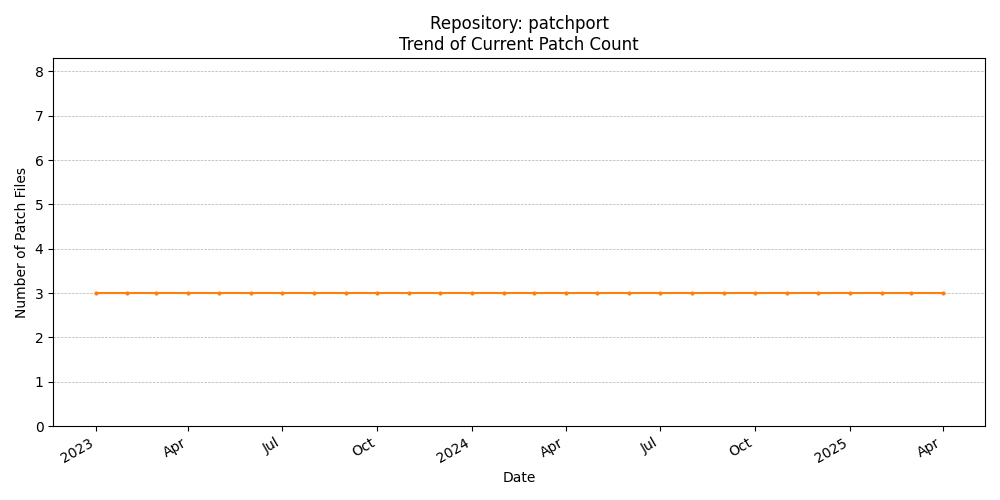 Repository: patchport
Trend of Current Patch Count
Number of Patch Files
8
7
6
5
4
3
2
1
0
2023
Apr
Jul
Oct
2024
Apr
Jul
Oct
2025
Apr
Date